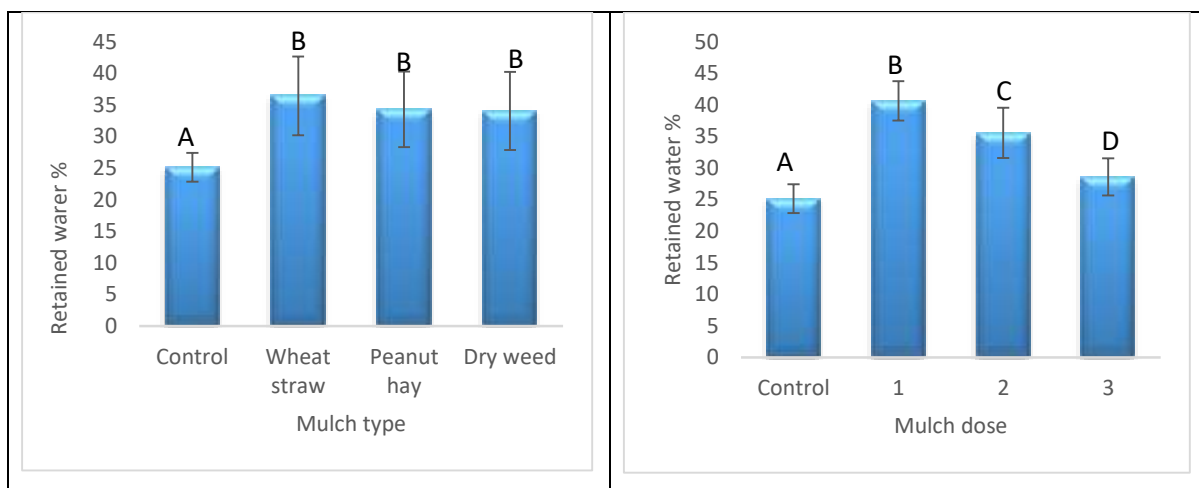 Retained warer %
45
40
35
30
25
20
15
10
5
0
A
B
B
B
Control
Wheat
straw
Peanut
hay
Dry weed
Mulch type
Retained water %
50
45
40
35
30
25
20
15
10
5
0
A
B
C
D
Control
1
2
3
Mulch dose